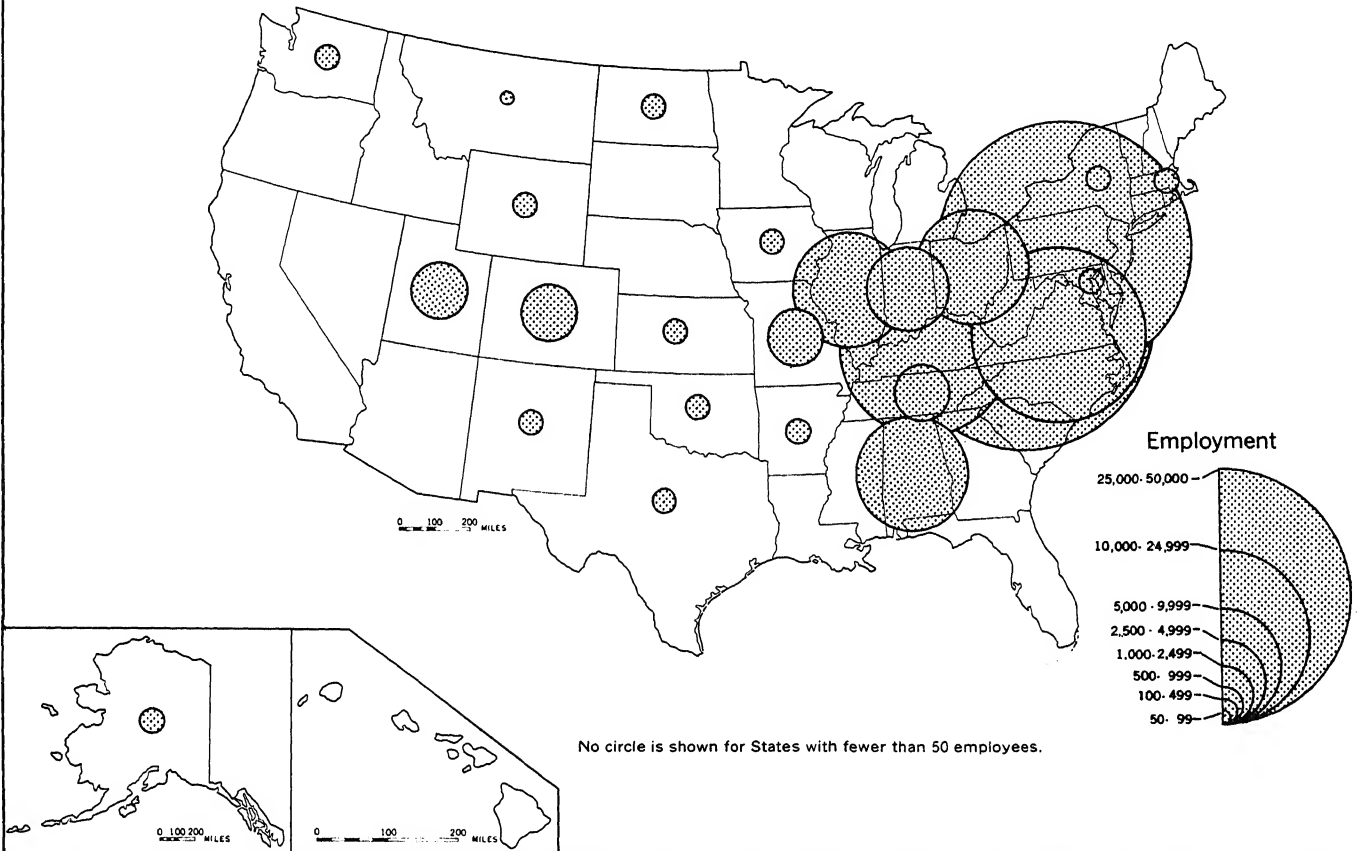 Employment
25,000-50,000
10,000-24,999
5,000-9,999
2,500-4,999
1,000-2,499
500-999
100-499
50-99
0 100 200 MILES
No circle is shown for States with fewer than 50 employees.
0 100 200 MILES
0 100 200 MILES